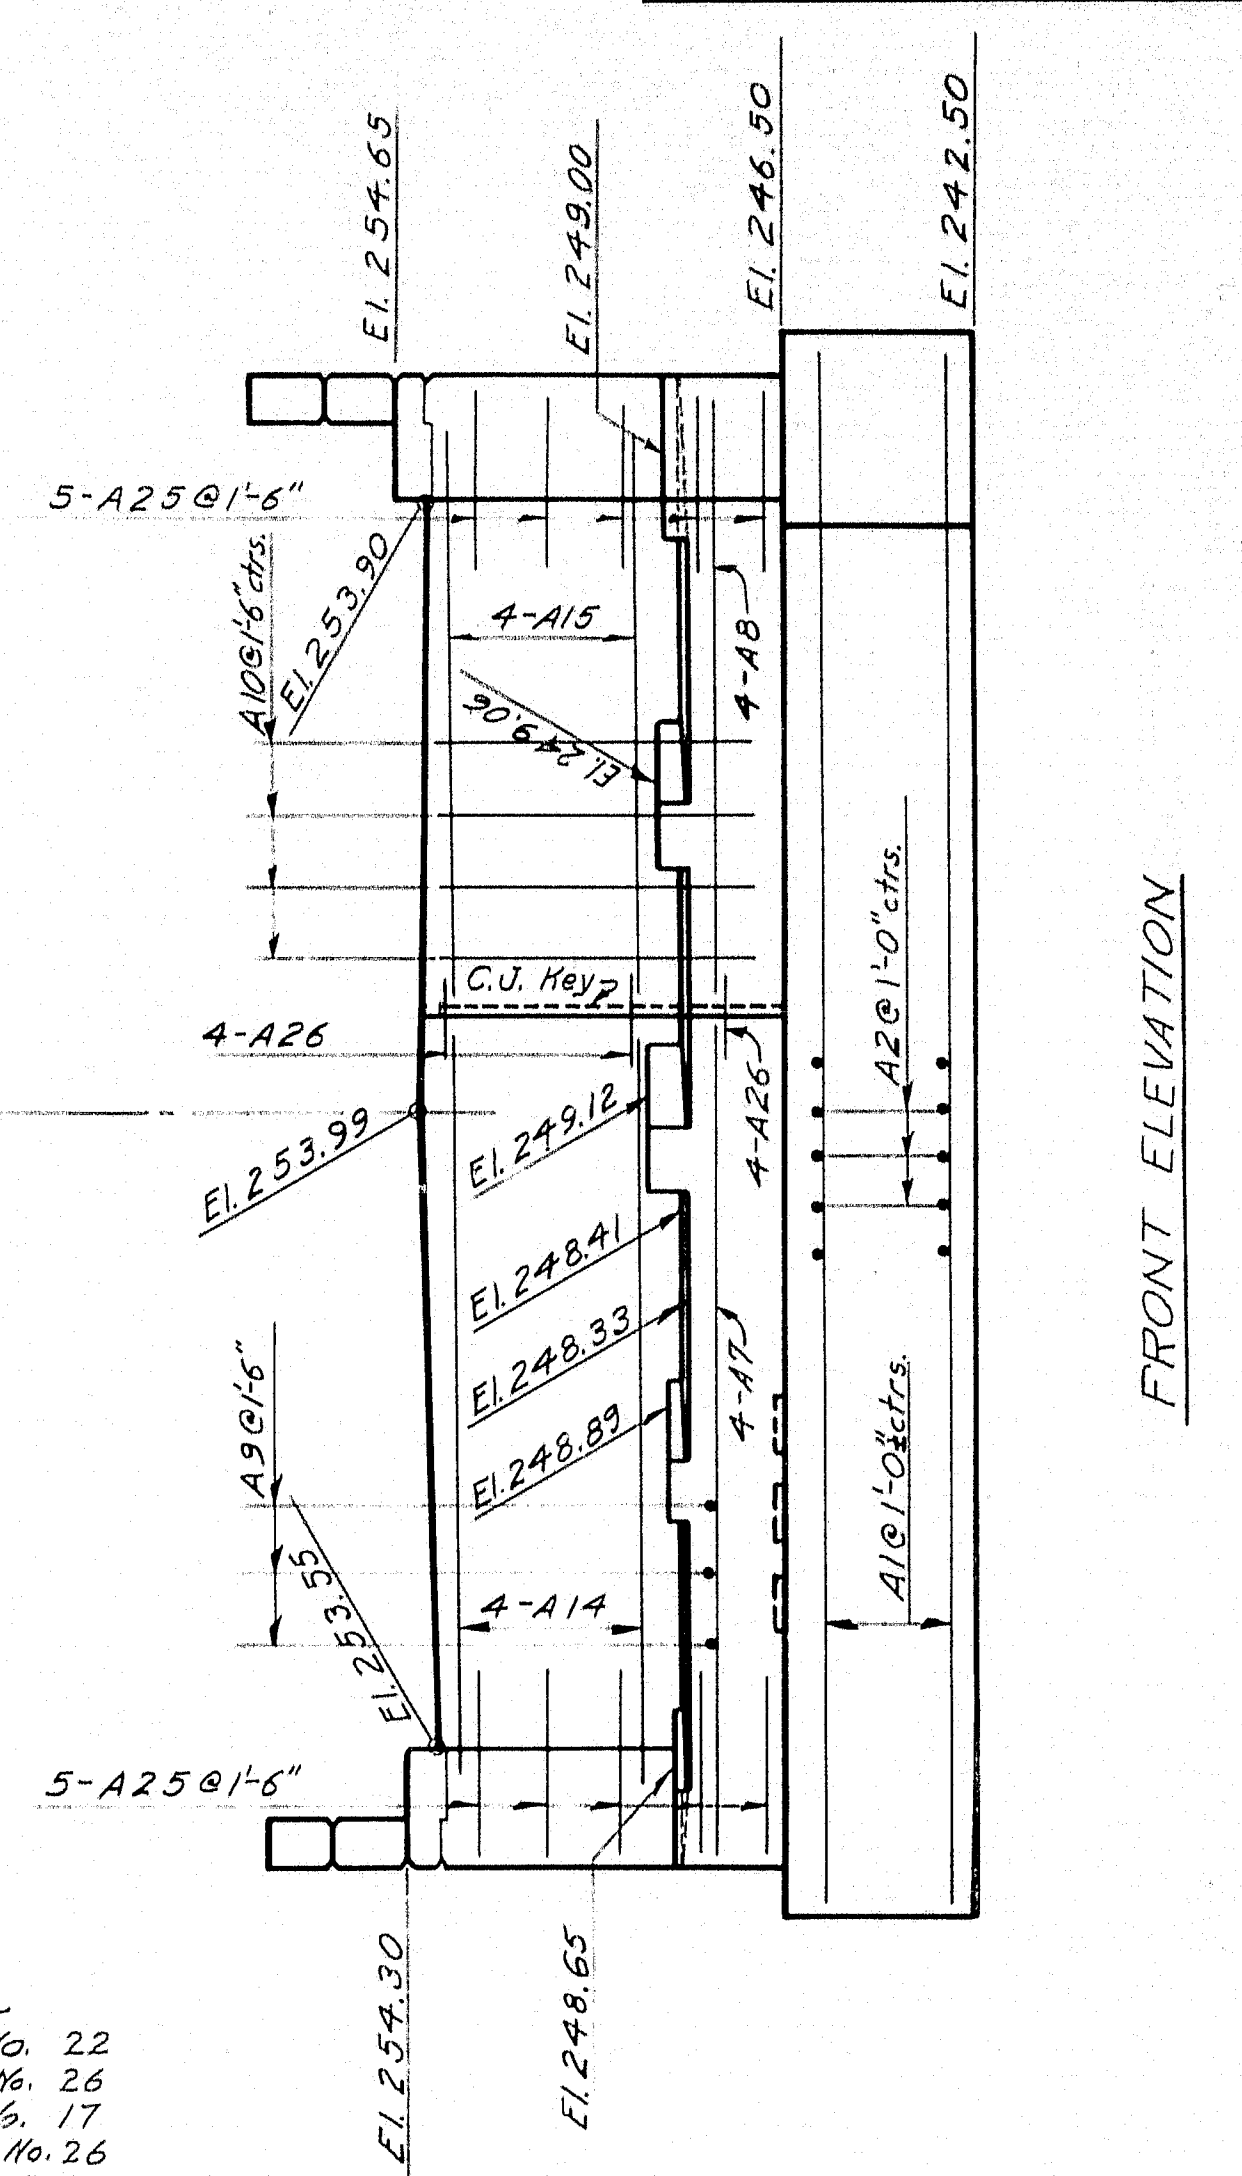 El. 254.65
El. 249.00
El. 246.50
El. 242.50
5-A25@1'-6"
A10@1'-6" ctrs.
El. 253.90
4-A15
El. 249.06
4-A8
C.J. Key
4-A26
El. 253.99
El. 249.12
4-A26
A2@1'-0" ctrs.
FRONT ELEVATION
El. 248.41
El. 248.33
El. 248.89
4-A7
A9@1'-6"
A1@1'-0"± ctrs.
El. 253.55
4-A14
5-A25@1'-6"
El. 254.30
El. 248.65
No. 22
No. 26
No. 17
No. 26